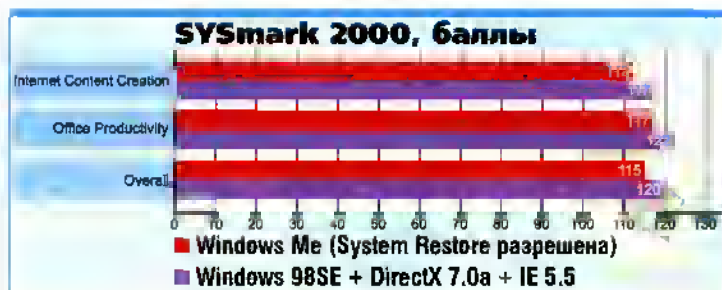 SYSmark 2000, баллы
Internet Content Creation
Office Productivity
117
Overall
115
120
0 10 20 30 40 50 60 70 80 90 100 110 120 130
Windows Me (System Restore разрешена)
Windows 98SE + DirectX 7.0a + IE 5.5